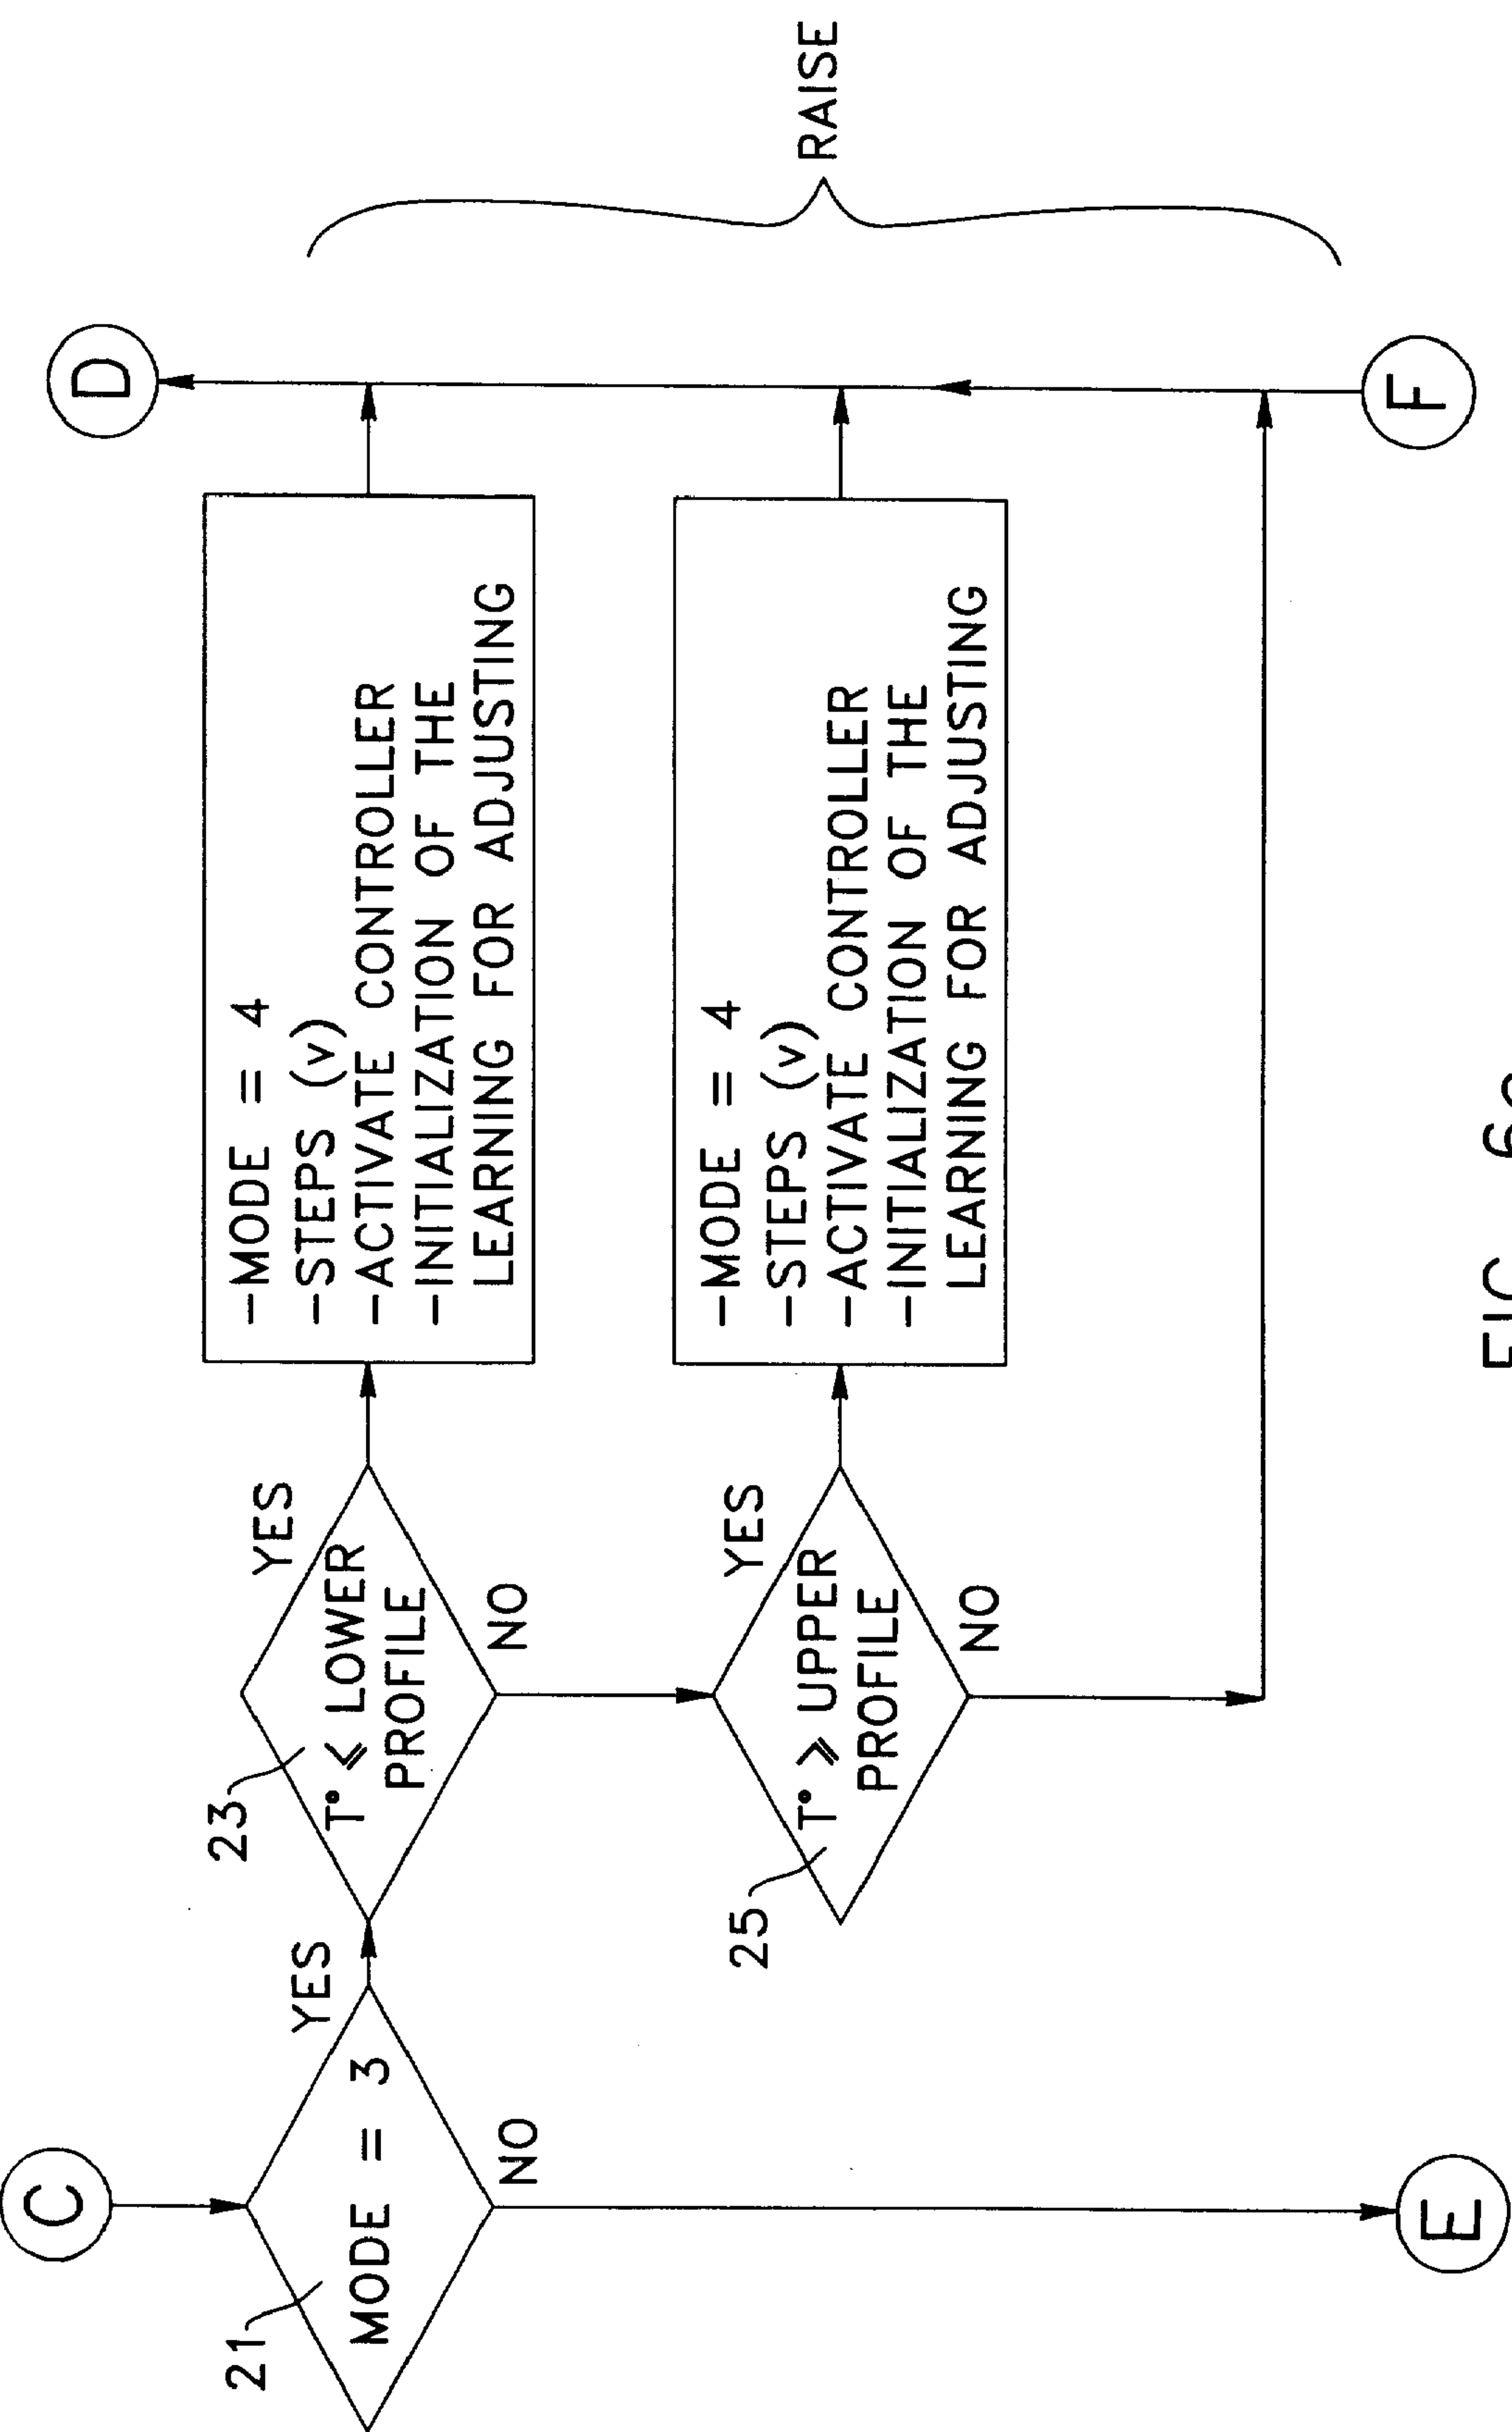 C
21
MODE = 3
YES
NO
E
23
T° ⩽ LOWER
PROFILE
YES
NO
-MODE = 4
-STEPS (v)
-ACTIVATE CONTROLLER
-INITIALIZATION OF THE
LEARNING FOR ADJUSTING
25
T° ⩾ UPPER
PROFILE
YES
NO
-MODE = 4
-STEPS (v)
-ACTIVATE CONTROLLER
-INITIALIZATION OF THE
LEARNING FOR ADJUSTING
D
F
RAISE